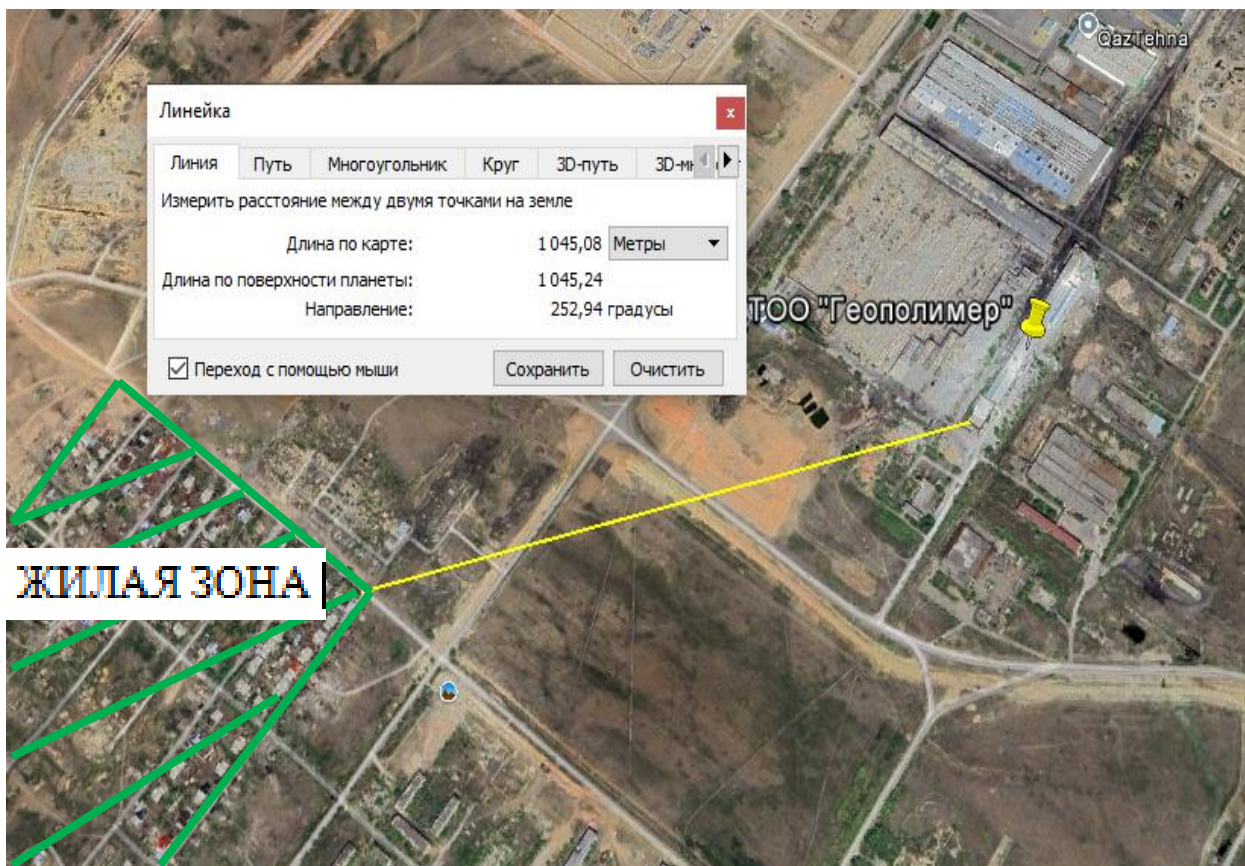 QazTehna
Линейка
x
Линия Путь Многоугольник Круг 3D-путь
Измерить расстояние между двумя точками на земле
Длина по карте: 1 045,08 Метры
Длина по поверхности планеты: 1 045,24
Направление: 252,94 градусы
ТОО "Геополимер"
Переход с помощью мыши Сохранить Очистить
ЖИЛАЯ ЗОНА